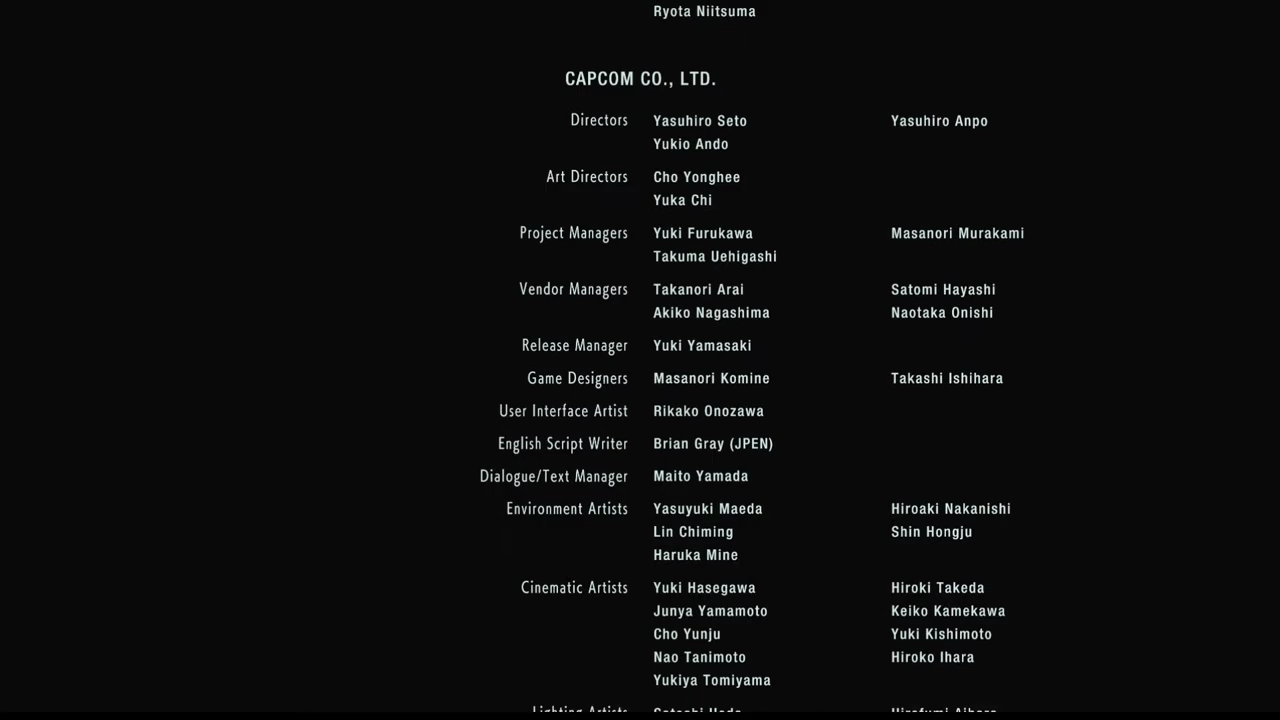 Ryota Niitsuma
CAPCOM CO., LTD.
Directors Yasuhiro Seto Yasuhiro Anpo
Yukio Ando
Art Directors Cho Yonghee
Yuka Chi
Project Managers Yuki Furukawa Masanori Murakami
Takuma Uehigashi
Vendor Managers Takanori Arai Satomi Hayashi
Akiko Nagashima Naotaka Onishi
Release Manager Yuki Yamasaki
Game Designers Masanori Komine Takashi Ishihara
User Interface Artist Rikako Onozawa
English Script Writer Brian Gray (JPEN)
Dialogue/Text Manager Maito Yamada
Environment Artists Yasuyuki Maeda Hiroaki Nakanishi
Lin Chiming Shin Hongju
Haruka Mine
Cinematic Artists Yuki Hasegawa Hiroki Takeda
Junya Yamamoto Keiko Kamekawa
Cho Yunju Yuki Kishimoto
Nao Tanimoto Hiroko Ihara
Yukiya Tomiyama
Lighting Artists